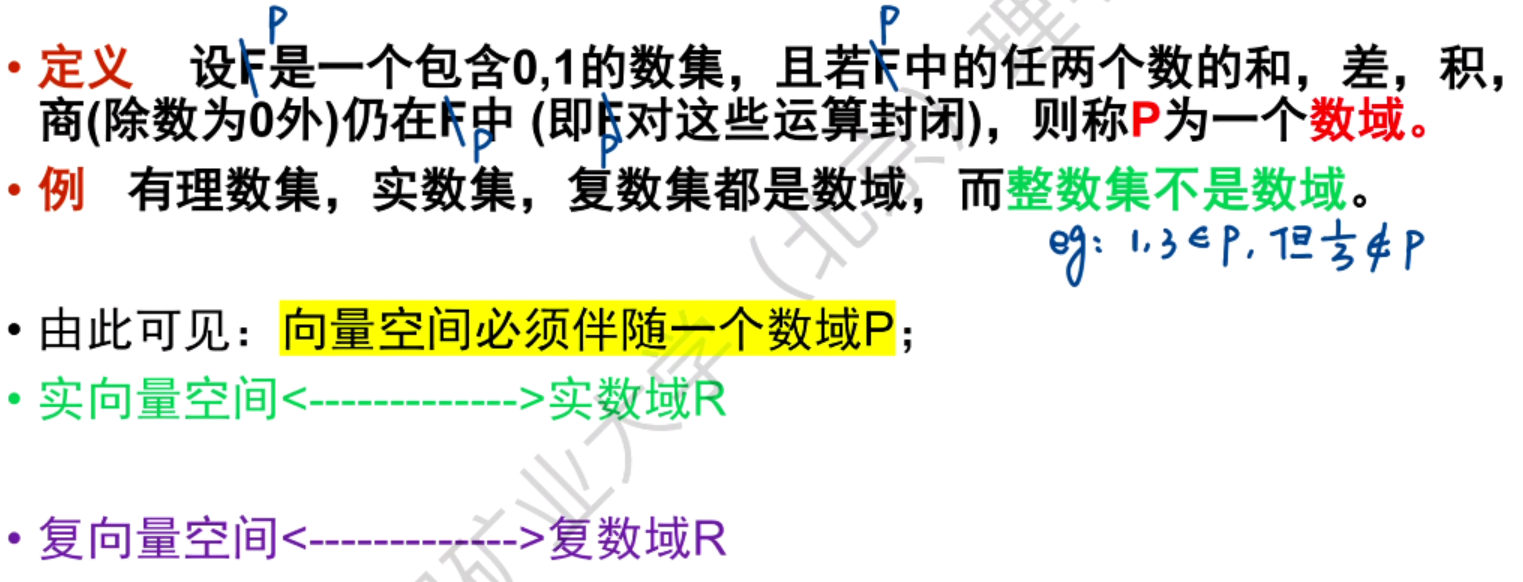 P P
• 定义 设F是一个包含0,1的数集，且若F中的任两个数的和，差，积，
商(除数为0外)仍在F中 (即F对这些运算封闭)，则称P为一个数域。
P P
• 例 有理数集，实数集，复数集都是数域，而整数集不是数域。
eg: 1,3∈P, 但1/3∉P
• 由此可见：向量空间必须伴随一个数域P；
• 实向量空间<------------->实数域R
• 复向量空间<------------->复数域R
矿业大学（北京）理